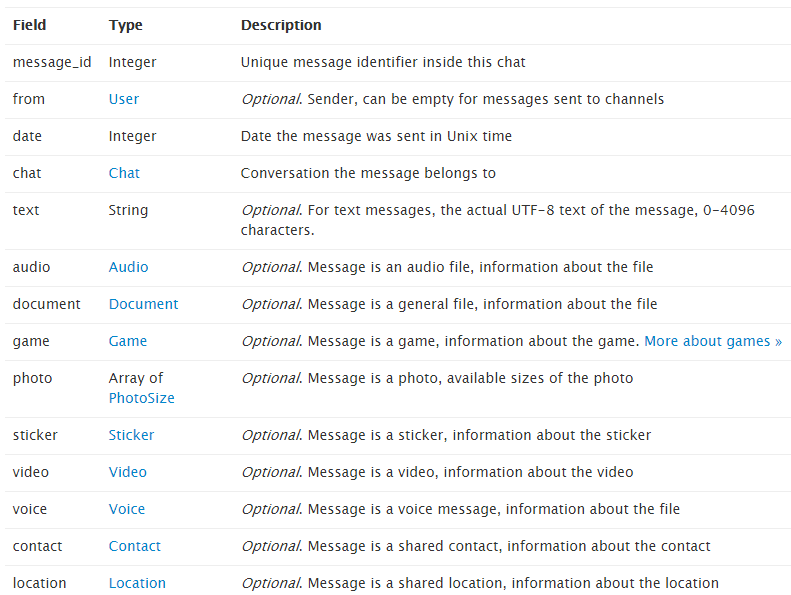 Field Type Description
message_id Integer Unique message identifier inside this chat
from User Optional. Sender, can be empty for messages sent to channels
date Integer Date the message was sent in Unix time
chat Chat Conversation the message belongs to
text String Optional. For text messages, the actual UTF-8 text of the message, 0-4096
characters.
audio Audio Optional. Message is an audio file, information about the file
document Document Optional. Message is a general file, information about the file
game Game Optional. Message is a game, information about the game. More about games »
photo Array of Optional. Message is a photo, available sizes of the photo
PhotoSize
sticker Sticker Optional. Message is a sticker, information about the sticker
video Video Optional. Message is a video, information about the video
voice Voice Optional. Message is a voice message, information about the file
contact Contact Optional. Message is a shared contact, information about the contact
location Location Optional. Message is a shared location, information about the location